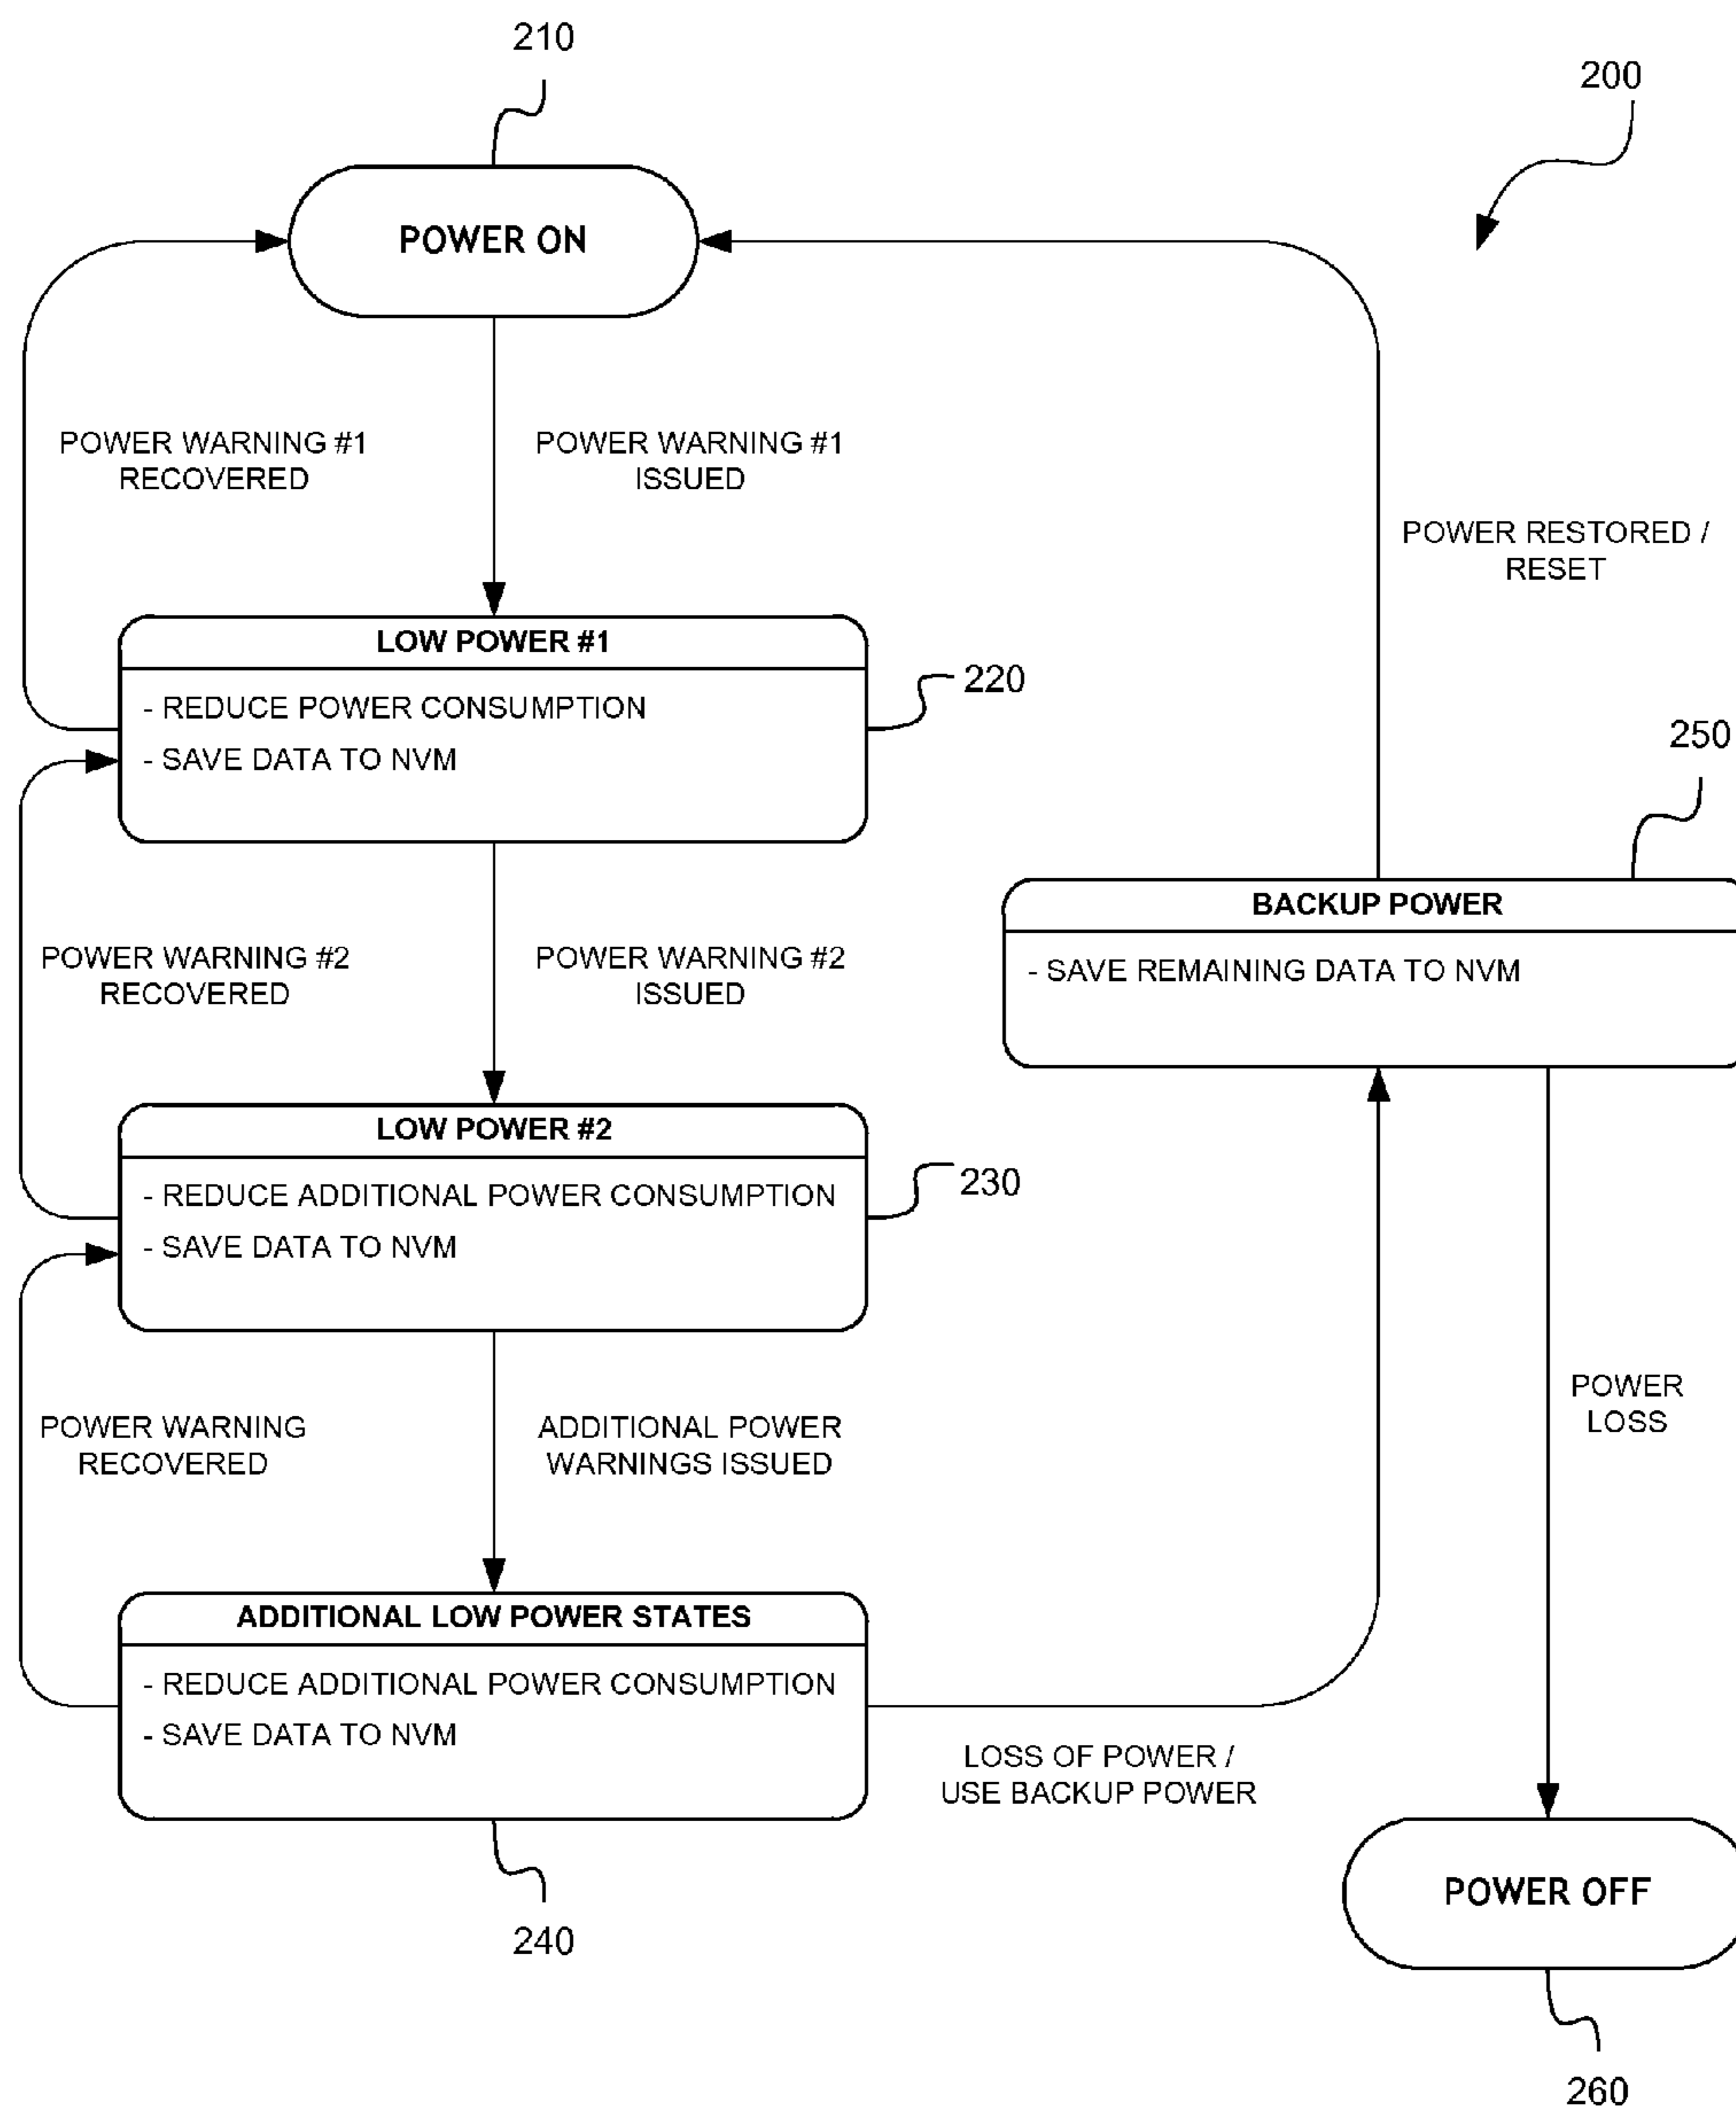 210
200
POWER ON
POWER WARNING #1
RECOVERED
POWER WARNING #1
ISSUED
POWER RESTORED /
RESET
LOW POWER #1
- REDUCE POWER CONSUMPTION
- SAVE DATA TO NVM
220
250
BACKUP POWER
- SAVE REMAINING DATA TO NVM
POWER WARNING #2
RECOVERED
POWER WARNING #2
ISSUED
LOW POWER #2
- REDUCE ADDITIONAL POWER CONSUMPTION
- SAVE DATA TO NVM
230
POWER WARNING
RECOVERED
ADDITIONAL POWER
WARNINGS ISSUED
POWER
LOSS
ADDITIONAL LOW POWER STATES
- REDUCE ADDITIONAL POWER CONSUMPTION
- SAVE DATA TO NVM
LOSS OF POWER /
USE BACKUP POWER
240
POWER OFF
260